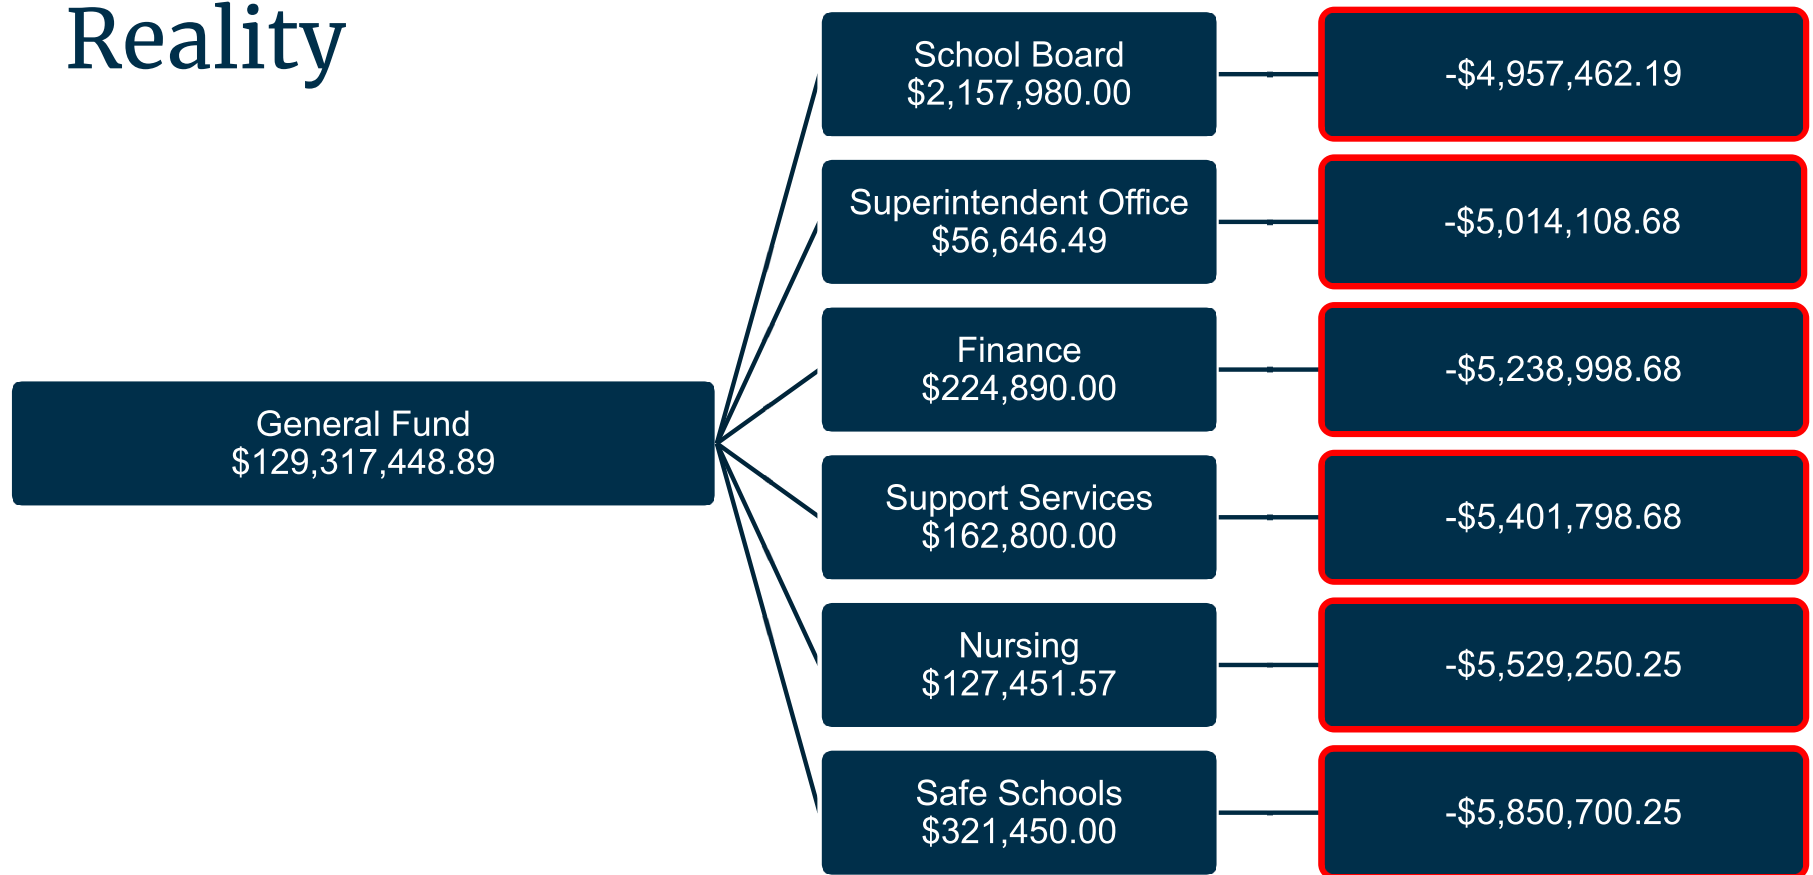 Reality
General Fund
$129,317,448.89
School Board
$2,157,980.00
-$4,957,462.19
Superintendent Office
$56,646.49
-$5,014,108.68
Finance
$224,890.00
-$5,238,998.68
Support Services
$162,800.00
-$5,401,798.68
Nursing
$127,451.57
-$5,529,250.25
Safe Schools
$321,450.00
-$5,850,700.25